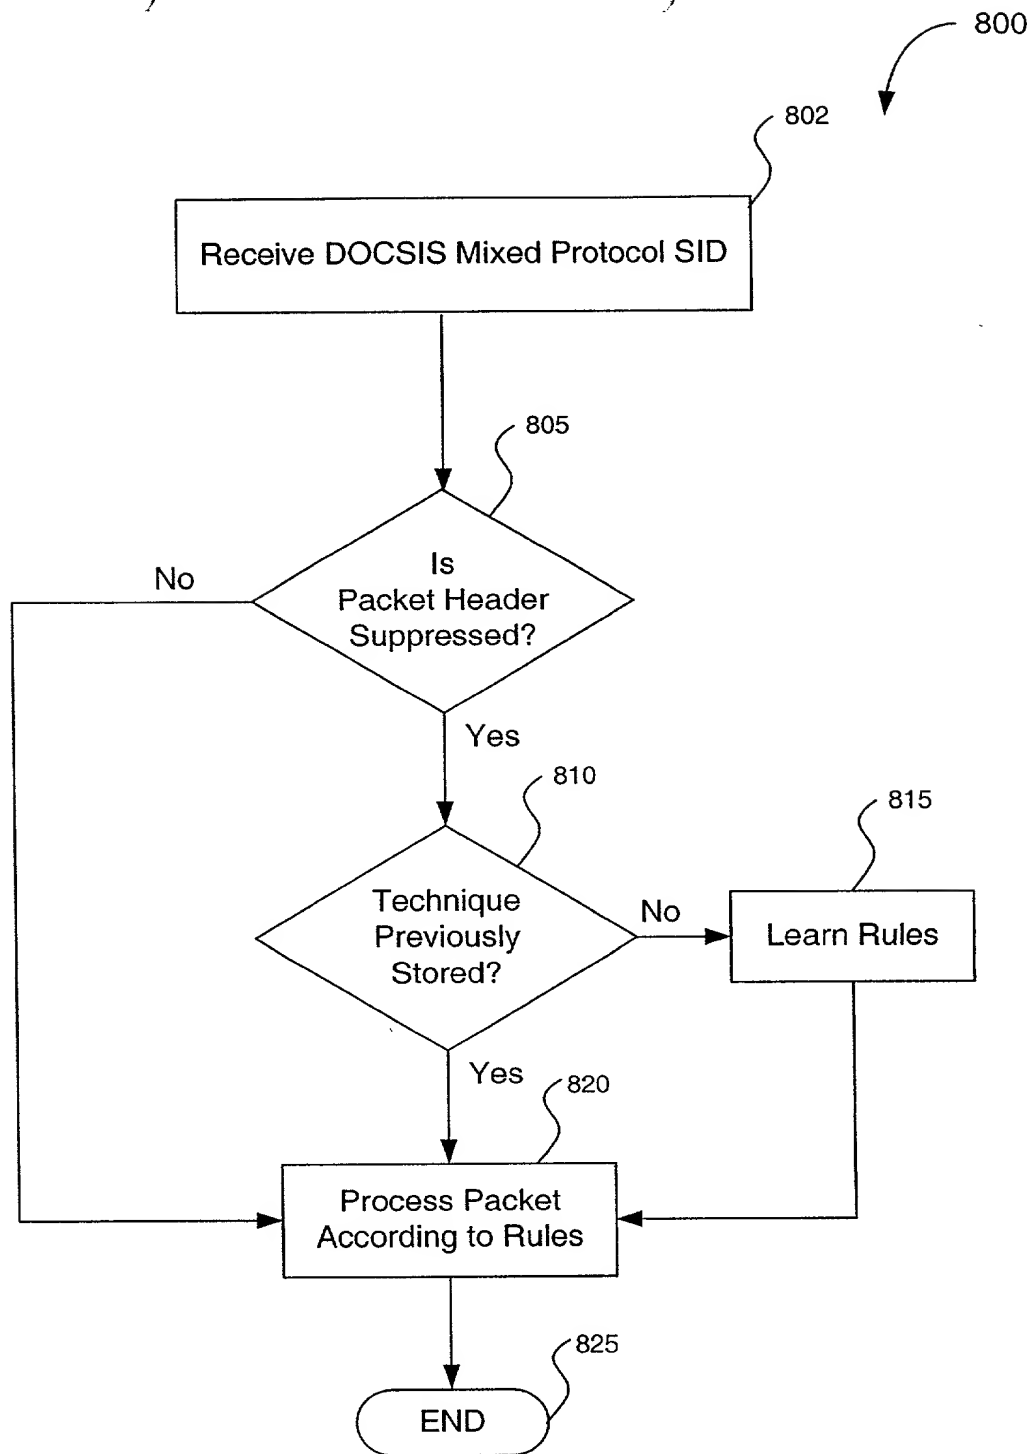 800
802
Receive DOCSIS Mixed Protocol SID
805
Is
Packet Header
Suppressed?
No
Yes
810
815
Technique
Previously
Stored?
No
Learn Rules
Yes
820
Process Packet
According to Rules
825
END